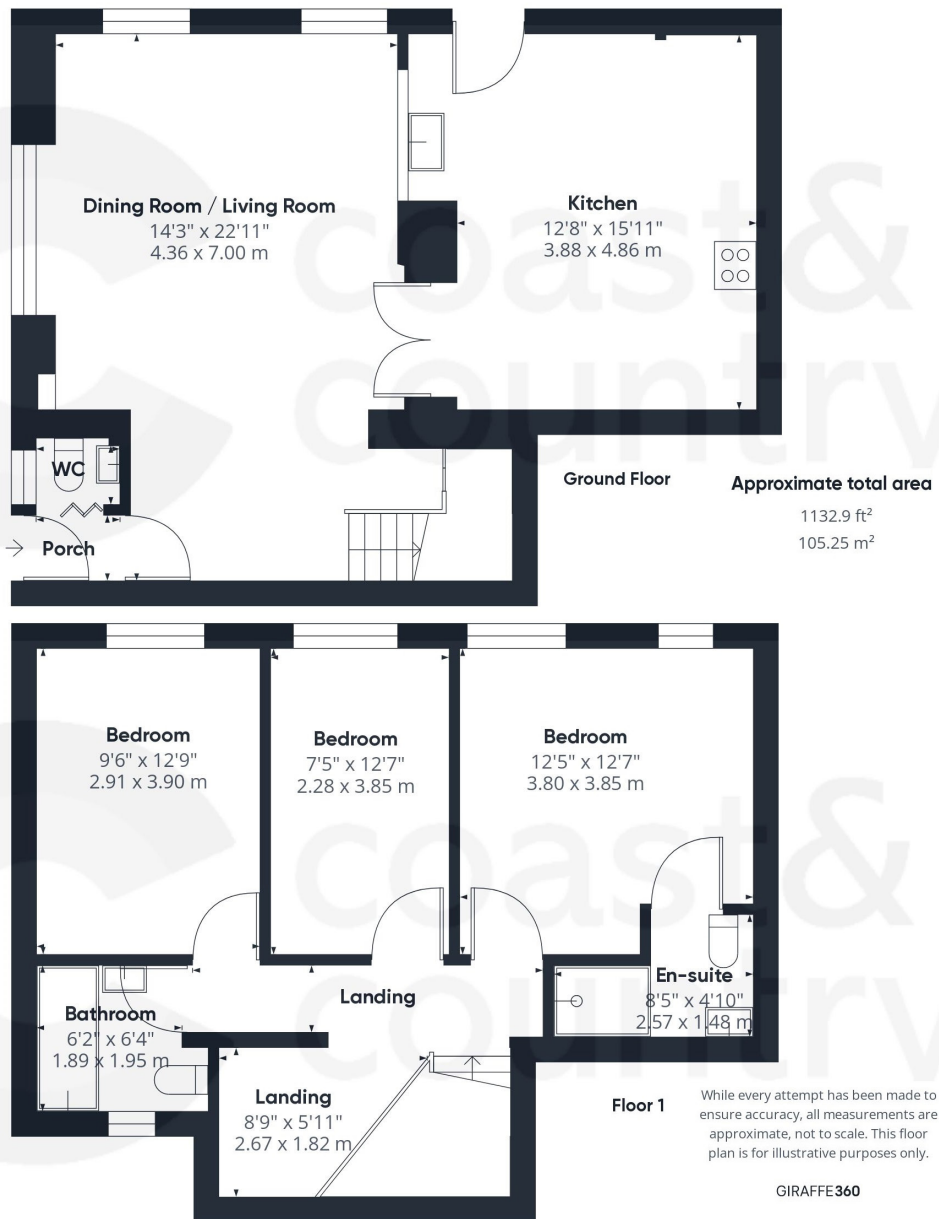 Dining Room / Living Room
14'3" x 22'11"
4.36 x 7.00 m
Kitchen
12'8" x 15'11"
3.88 x 4.86 m
WC
Porch
Ground Floor
Approximate total area
1132.9 ft²
105.25 m²
coast&
country
Bedroom
9'6" x 12'9"
2.91 x 3.90 m
Bedroom
7'5" x 12'7"
2.28 x 3.85 m
Bedroom
12'5" x 12'7"
3.80 x 3.85 m
Bathroom
6'2" x 6'4"
1.89 x 1.95 m
Landing
En-suite
8'5" x 4'10"
2.57 x 1.48 m
Landing
8'9" x 5'11"
2.67 x 1.82 m
Floor 1
coast&
country
While every attempt has been made to
ensure accuracy, all measurements are
approximate, not to scale. This floor
plan is for illustrative purposes only.
GIRAFFE360